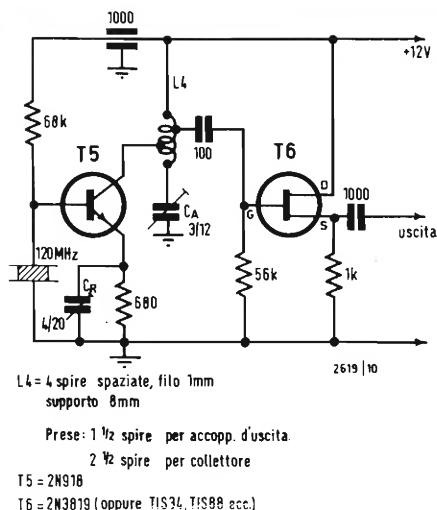 1000
+12V
L4
68k
T5
100
T6
D
1000
G
S
CA
3/12
uscita
120MHz
CR
4/20
680
56k
1k
2619|10
L4 = 4 spire spaziate, filo 1mm
supporto 8mm
Prese: 1 1/2 spire per accopp. d'uscita.
2 1/2 spire per collettore
T5 = 2N918
T6 = 2N3819 (oppure TIS34, TIS88 ecc.)